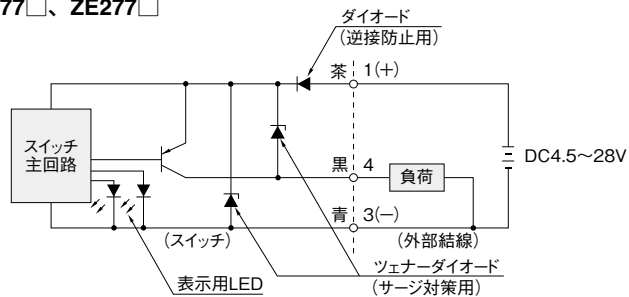 77□、ZE277□
ダイオード
(逆接防止用)
茶 1(+)
スイッチ
主回路
DC4.5～28V
黒 4
負荷
青 3(−)
(スイッチ)
(外部結線)
ツェナーダイオード
(サージ対策用)
表示用LED